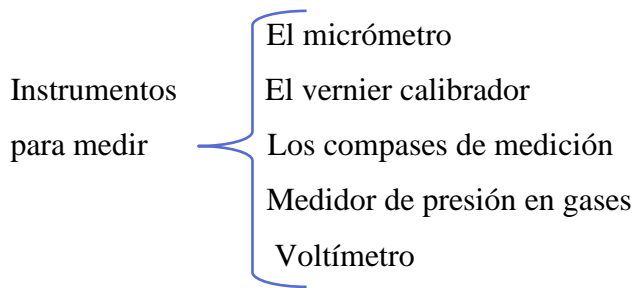 El micrómetro
Instrumentos
El vernier calibrador
para medir
Los compases de medición
Medidor de presión en gases
Voltímetro